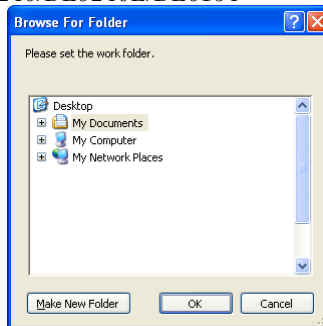 Browse For Folder
Please set the work folder.
Desktop
My Documents
My Computer
My Network Places
Make New Folder
OK
Cancel